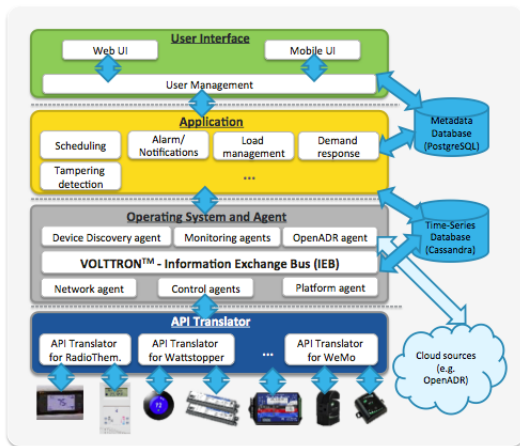 User Interface
Web UI
Mobile UI
User Management
Application
Scheduling
Alarm/
Notifications
Load
management
Demand
response
Tampering
detection
...
Metadata
Database
(PostgreSQL)
Operating System and Agent
Device Discovery agent
Monitoring agents
OpenADR agent
VOLTTRON™ - Information Exchange Bus (IEB)
Network agent
Control agents
Platform agent
Time-Series
Database
(Cassandra)
API Translator
API Translator
for RadioThem.
API Translator
for Wattstopper
...
API Translator
for WeMo
Cloud sources
(e.g.
OpenADR)